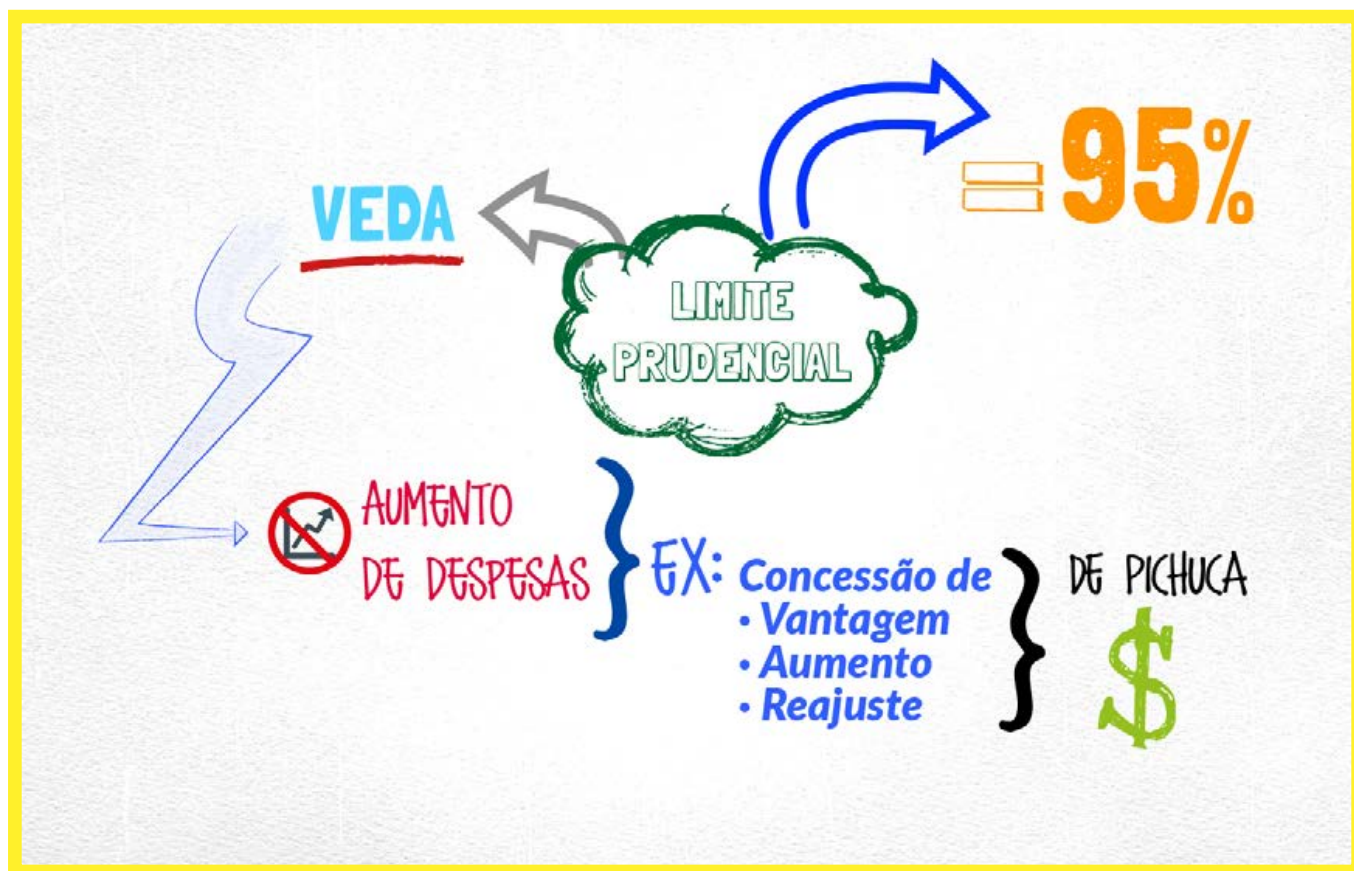 = 95%
VEDA
LIMITE
PRUDENCIAL
AUMENTO
DE DESPESAS
EX: Concessão de
• Vantagem
• Aumento
• Reajuste
DE PICHUCA
$